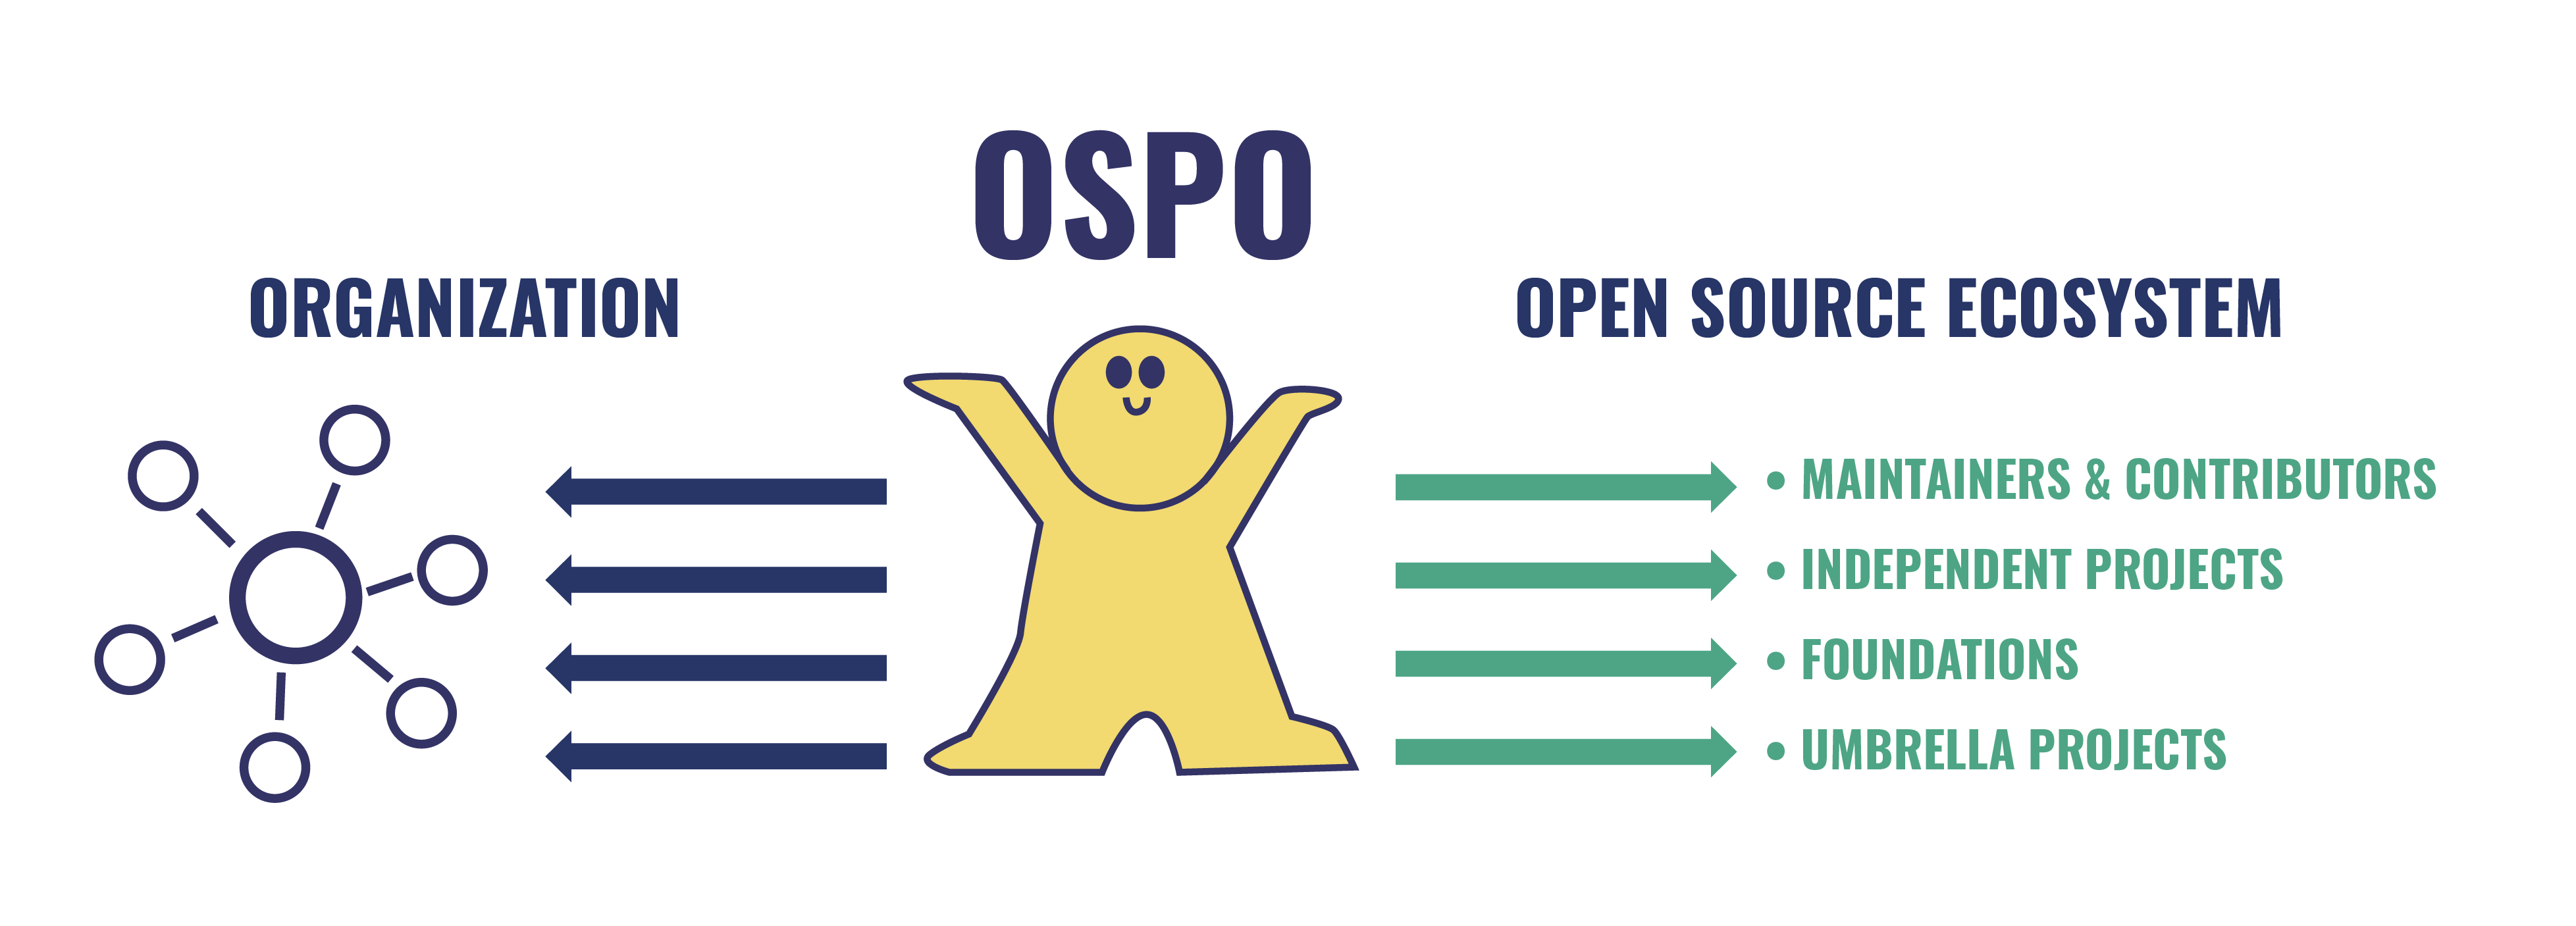 OSPO
ORGANIZATION
OPEN SOURCE ECOSYSTEM
• MAINTAINERS & CONTRIBUTORS
• INDEPENDENT PROJECTS
• FOUNDATIONS
• UMBRELLA PROJECTS